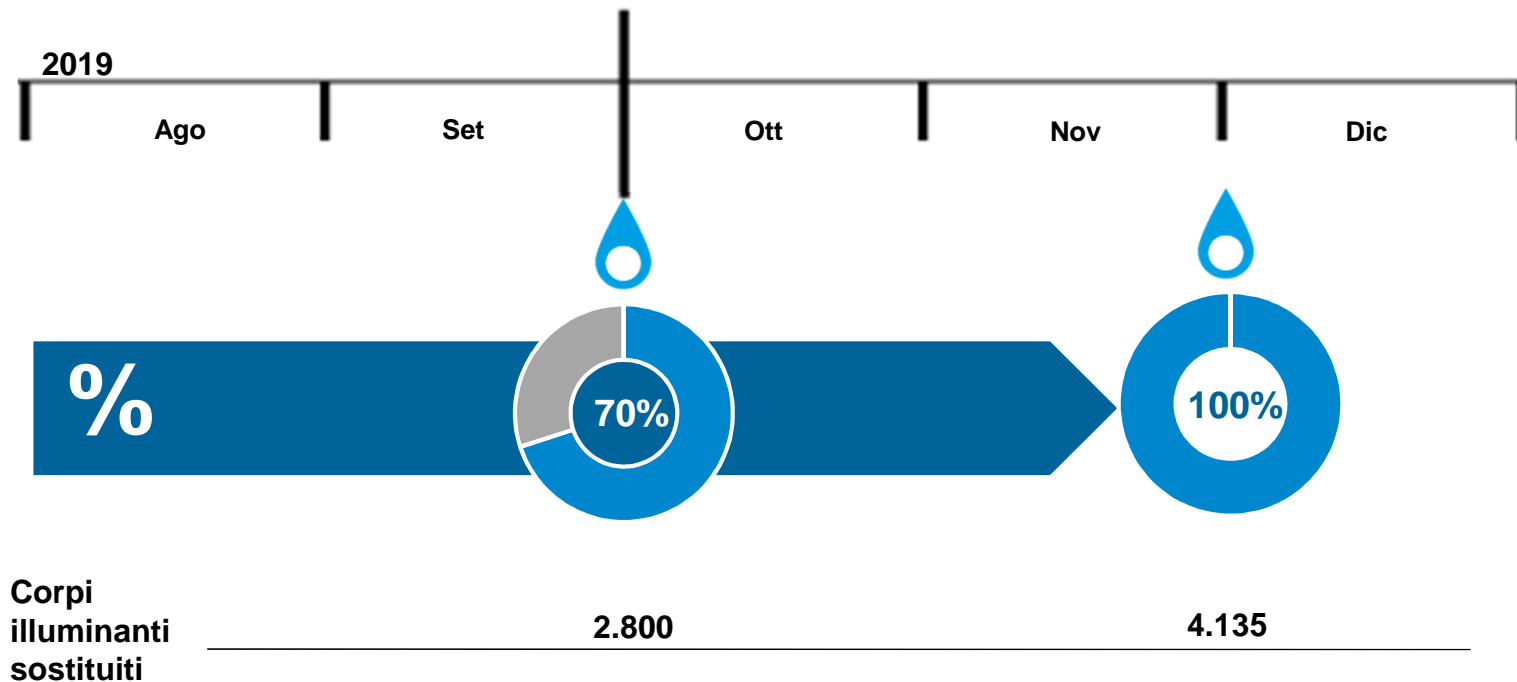 2019
Ago
Set
Ott
Nov
Dic
%
70%
100%
Corpi
illuminanti
sostituiti
2.800
4.135